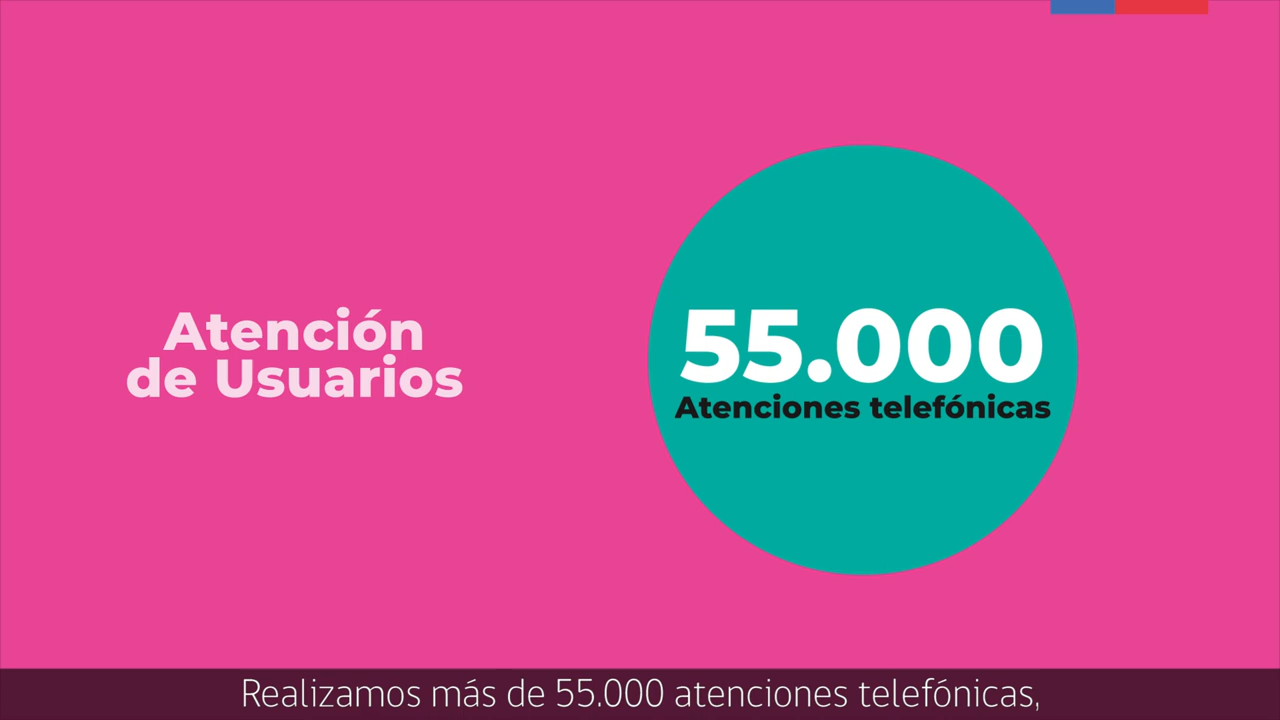 Atención
de Usuarios
55.000
Atenciones telefónicas
Realizamos más de 55.000 atenciones telefónicas,